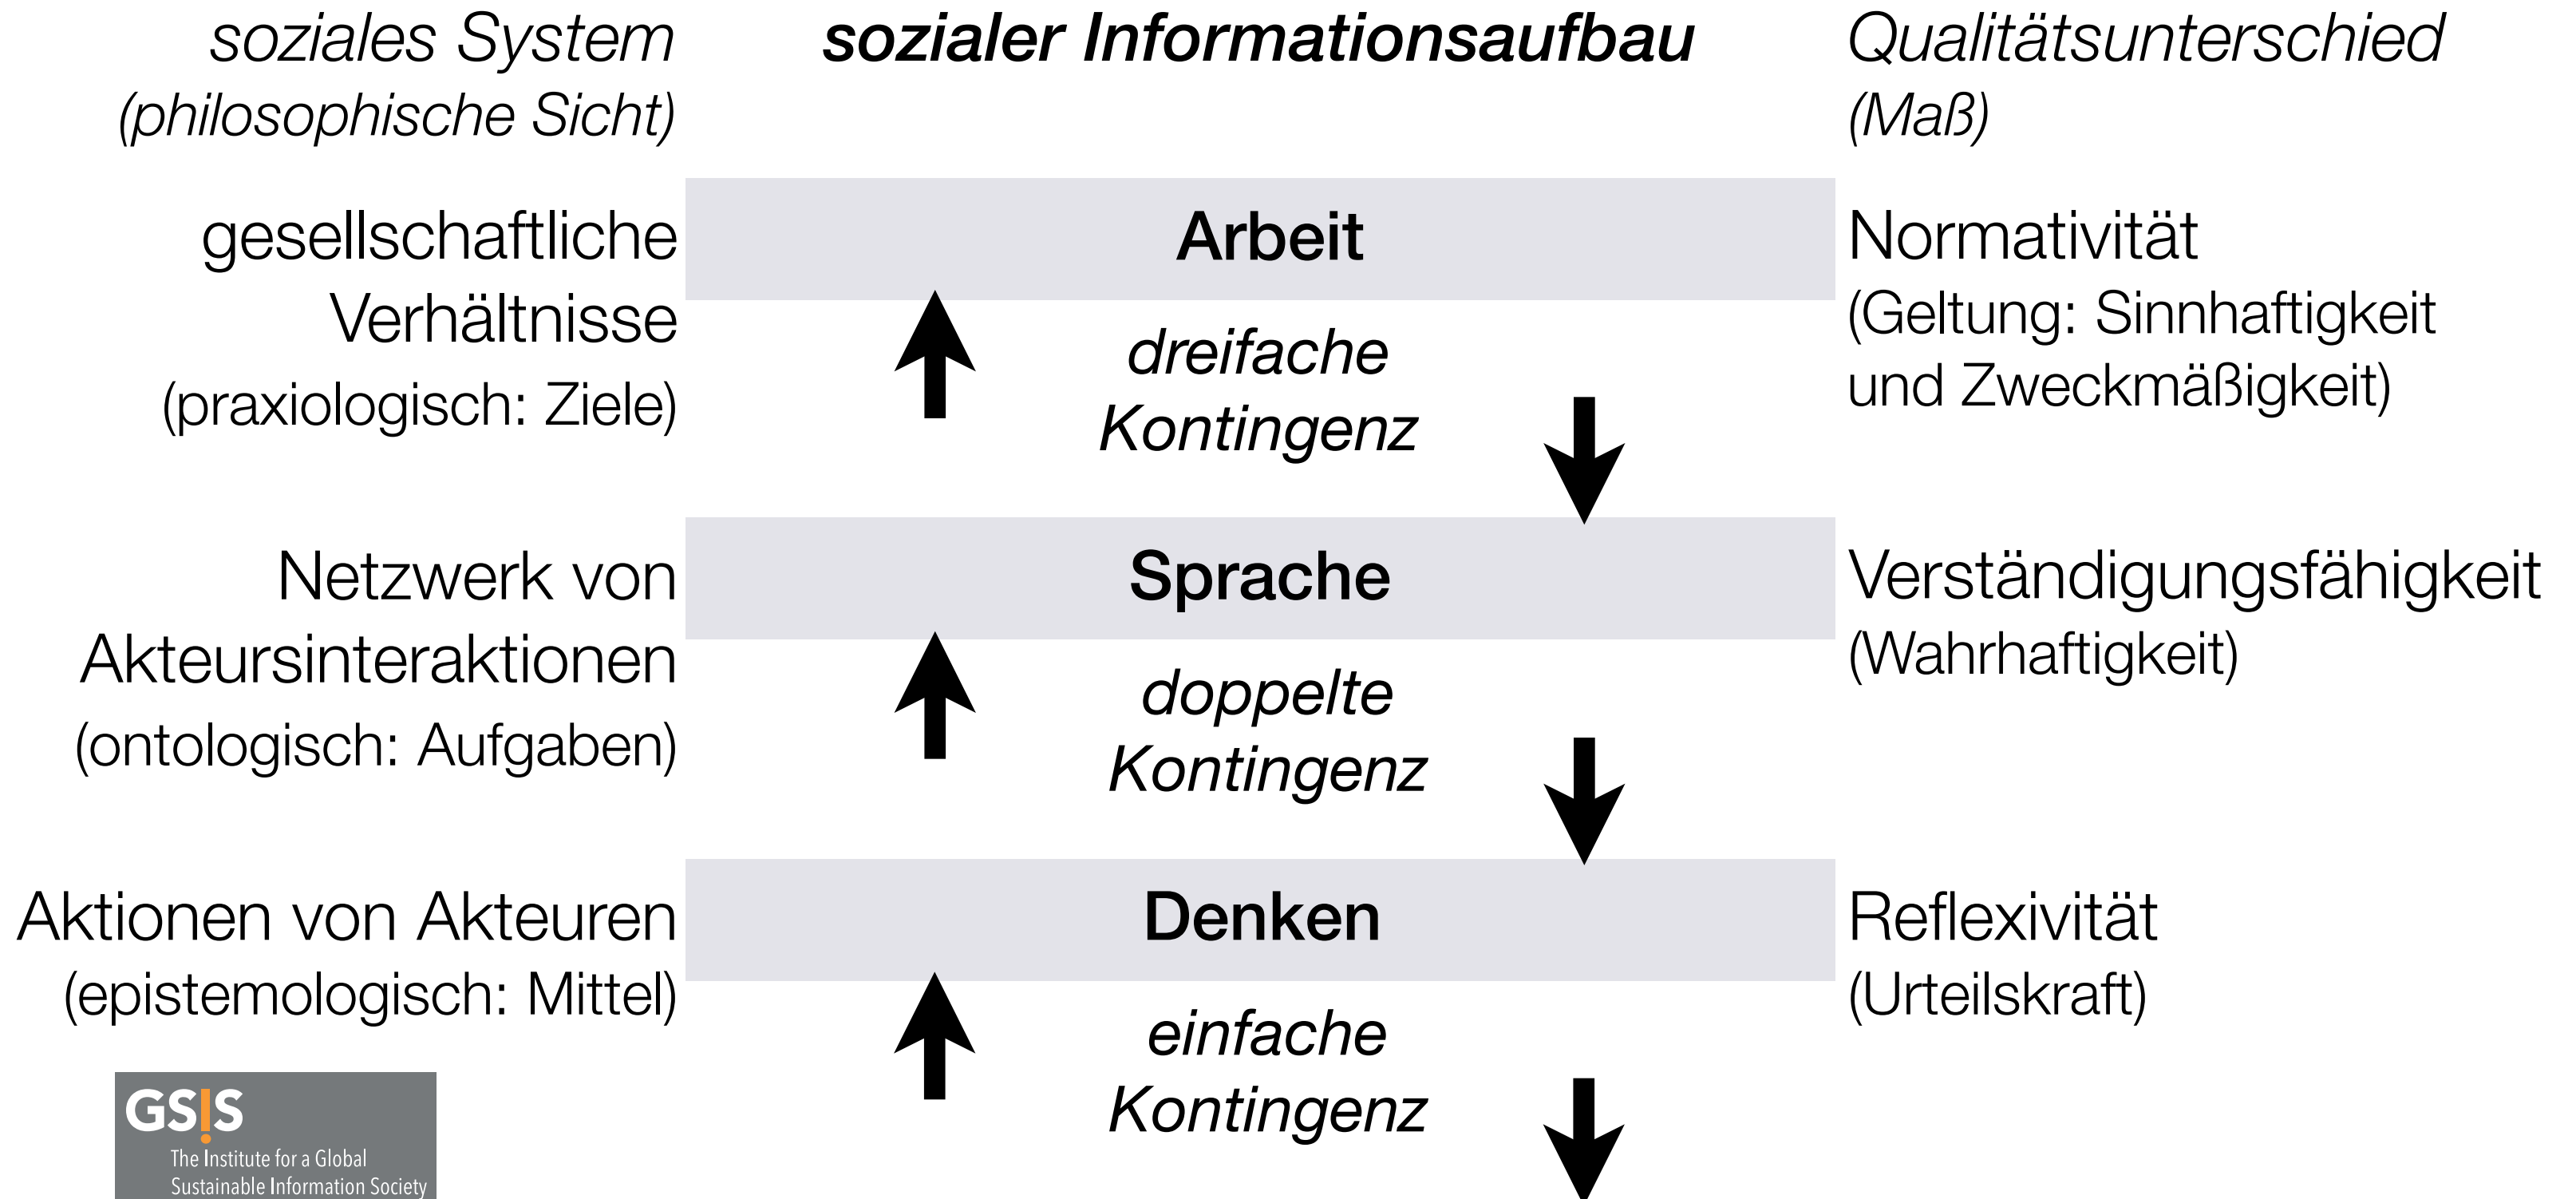 soziales System
(philosophische Sicht)
sozialer Informationsaufbau
Qualitätsunterschied
(Maß)
gesellschaftliche
Verhältnisse
(praxiologisch: Ziele)
Arbeit
Normativität
(Geltung: Sinnhaftigkeit
und Zweckmäßigkeit)
dreifache
Kontingenz
Netzwerk von
Akteursinteraktionen
(ontologisch: Aufgaben)
Sprache
Verständigungsfähigkeit
(Wahrhaftigkeit)
doppelte
Kontingenz
Aktionen von Akteuren
(epistemologisch: Mittel)
Denken
Reflexivität
(Urteilskraft)
einfache
Kontingenz
GS!S
The Institute for a Global
Sustainable Information Society